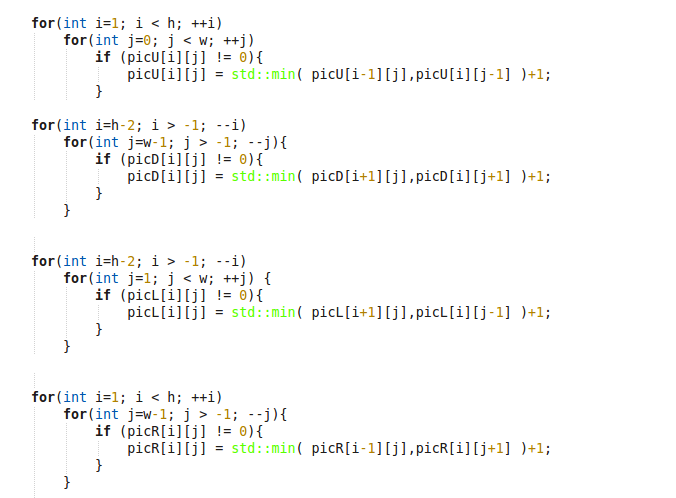 for(int i=1; i < h; ++i)
    for(int j=0; j < w; ++j)
        if (picU[i][j] != 0){
            picU[i][j] = std::min( picU[i-1][j],picU[i][j-1] )+1;
        }
for(int i=h-2; i > -1; --i)
    for(int j=w-1; j > -1; --j){
        if (picD[i][j] != 0){
            picD[i][j] = std::min( picD[i+1][j],picD[i][j+1] )+1;
        }
    }
for(int i=h-2; i > -1; --i)
    for(int j=1; j < w; ++j) {
        if (picL[i][j] != 0){
            picL[i][j] = std::min( picL[i+1][j],picL[i][j-1] )+1;
        }
    }
for(int i=1; i < h; ++i)
    for(int j=w-1; j > -1; --j){
        if (picR[i][j] != 0){
            picR[i][j] = std::min( picR[i-1][j],picR[i][j+1] )+1;
        }
    }